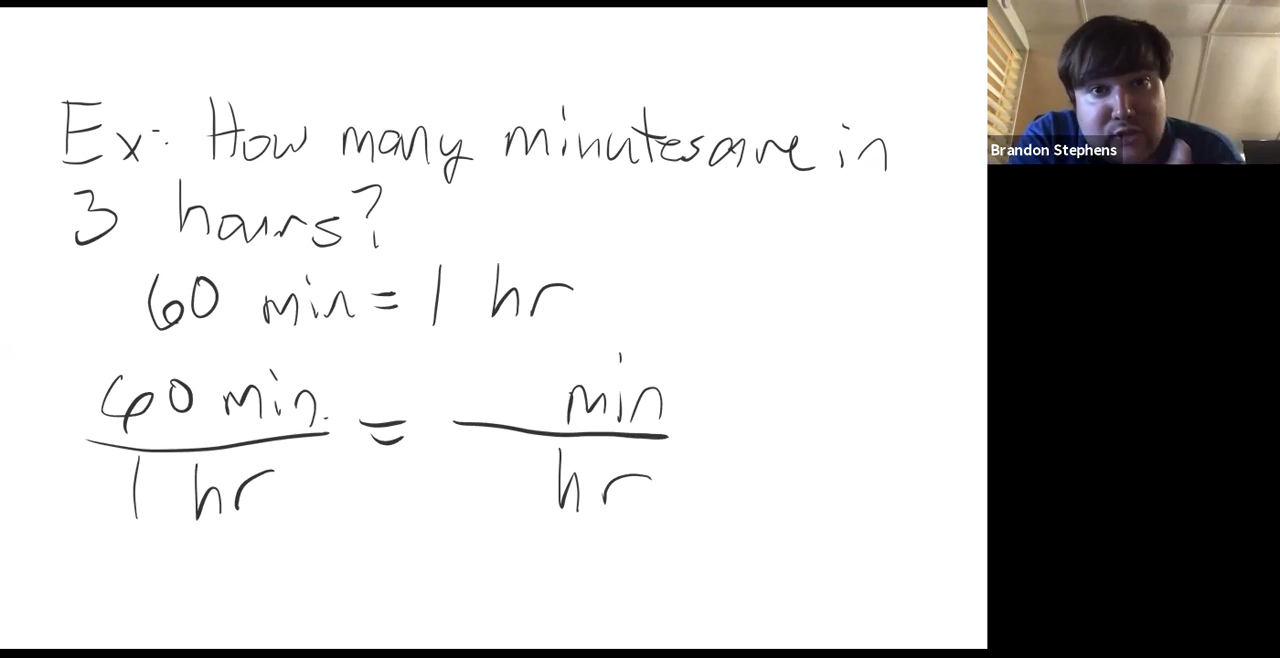 Ex: How many minutes are in
3 hours?
60 min = 1 hr
60 min. = min
1 hr hr
Brandon Stephens